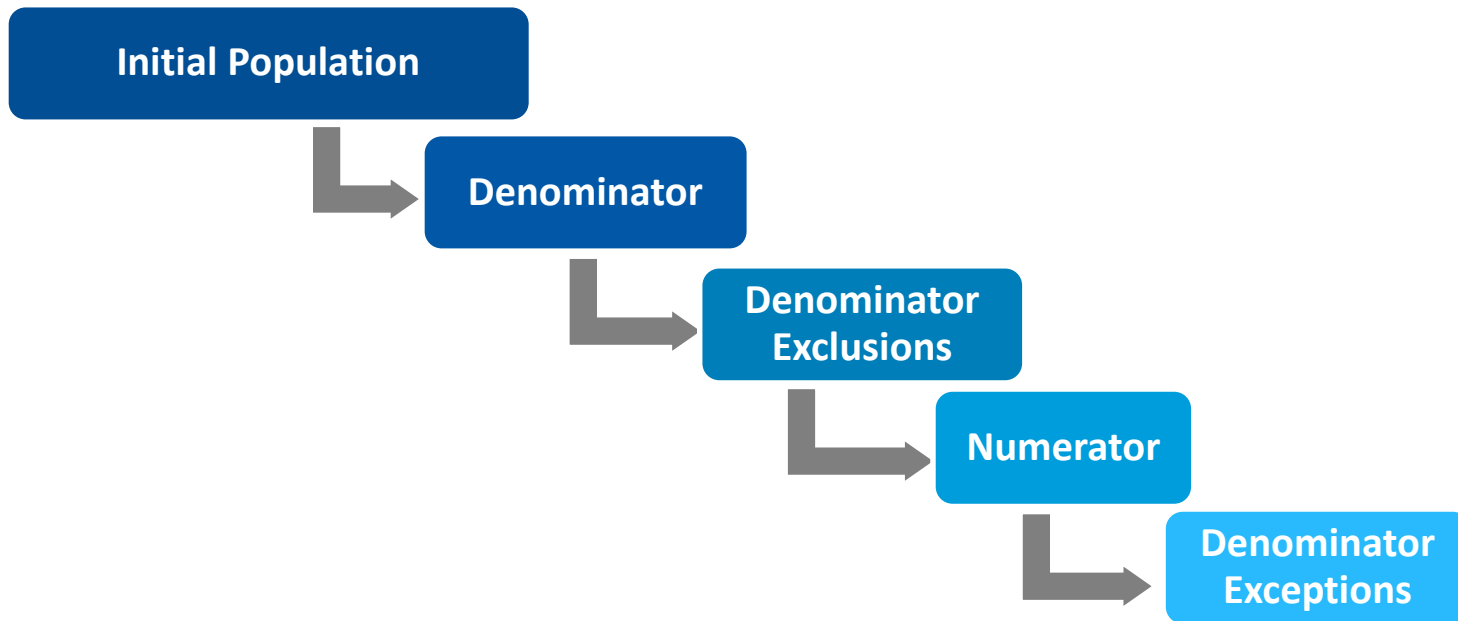 Initial Population
Denominator
Denominator
Exclusions
Numerator
Denominator
Exceptions